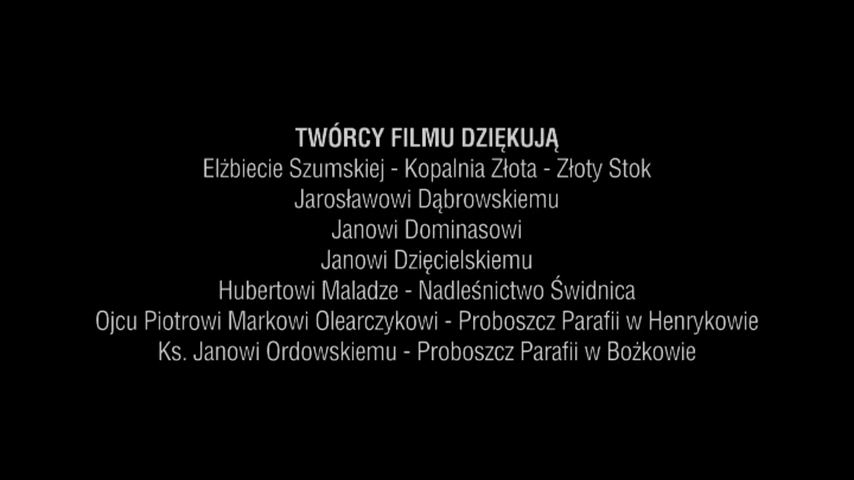 TWÓRCY FILMU DZIĘKUJĄ
Elżbiecie Szumskiej - Kopalnia Złota - Złoty Stok
Jarosławowi Dąbrowskiemu
Janowi Dominasowi
Janowi Dzięcielskiemu
Hubertowi Maladze - Nadleśnictwo Świdnica
Ojcu Piotrowi Markowi Olearczykowi - Proboszcz Parafii w Henrykowie
Ks. Janowi Ordowskiemu - Proboszcz Parafii w Bożkowie